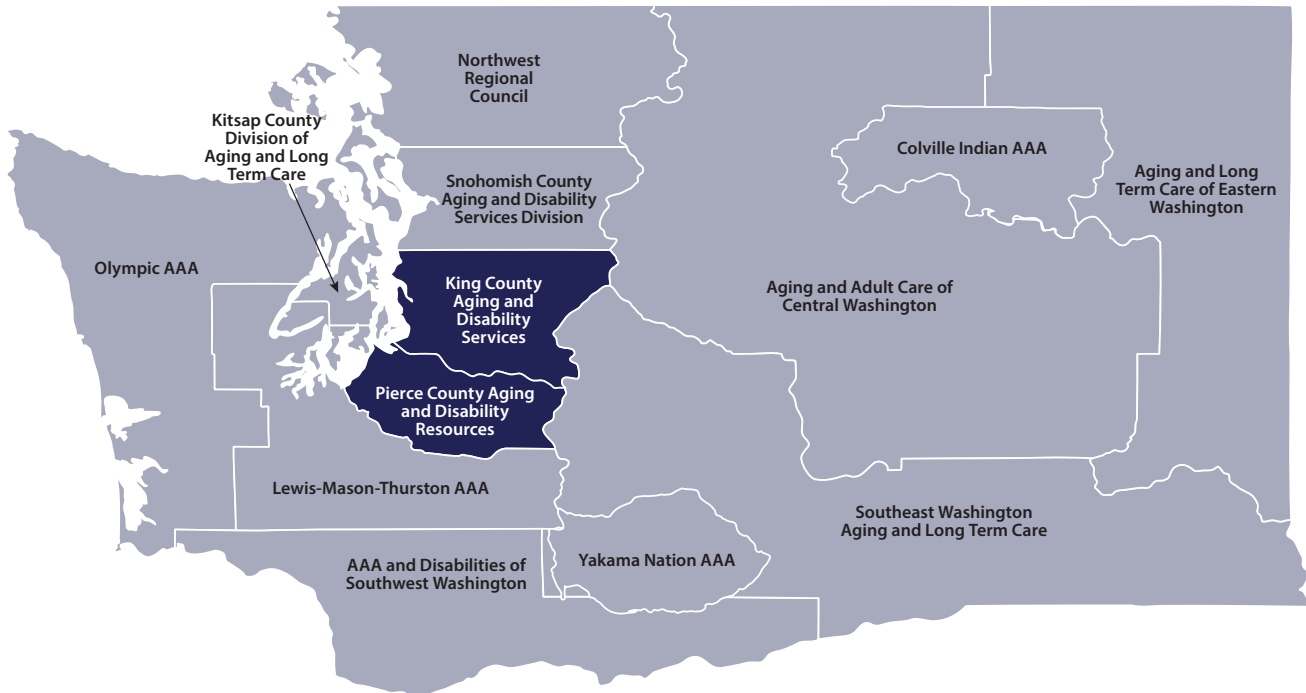 Northwest
Regional
Council
Kitsap County
Division of
Aging and Long
Term Care
Colville Indian AAA
Aging and Long
Term Care of Eastern
Washington
Snohomish County
Aging and Disability
Services Division
Olympic AAA
King County
Aging and
Disability
Services
Aging and Adult Care of
Central Washington
Pierce County Aging
and Disability
Resources
Lewis-Mason-Thurston AAA
Southeast Washington
Aging and Long Term Care
AAA and Disabilities of
Southwest Washington
Yakama Nation AAA